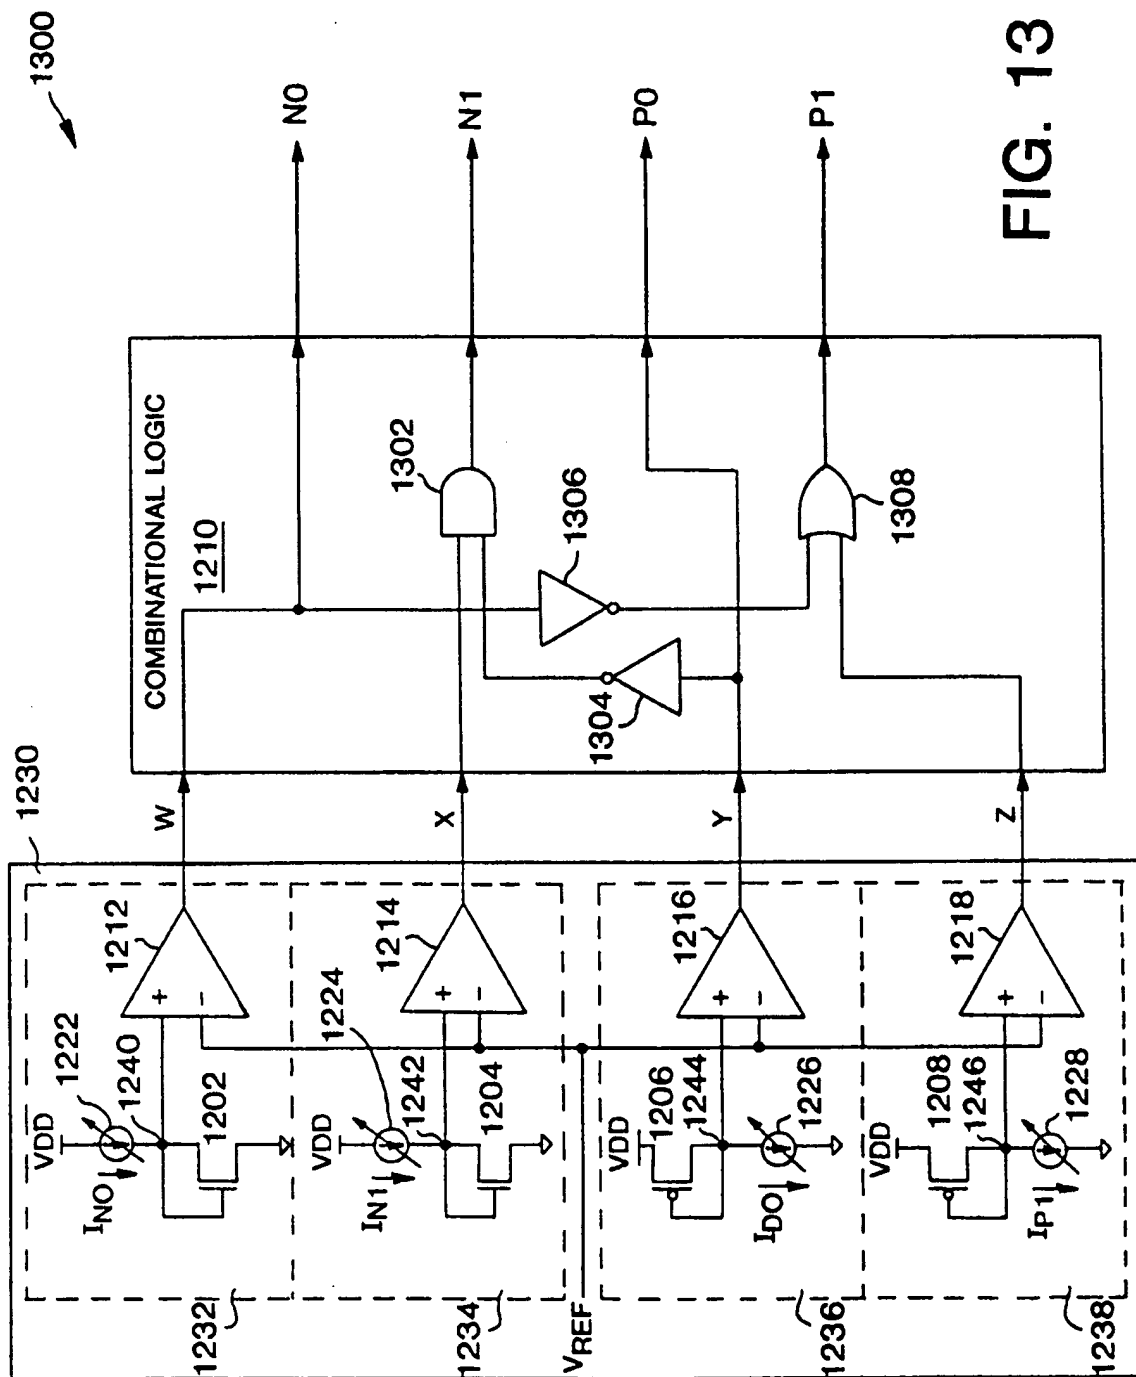 1300
1230
1222
1240
VDD
INO
1202
1212
1232
W
COMBINATIONAL LOGIC
1210
N0
1224
VDD
IN1
1242
1204
1214
1234
X
1302
N1
VREF
1306
1304
VDD
1206
1244
IDO
1226
1216
1236
Y
P0
VDD
1208
1246
IP1
1228
1218
1238
Z
1308
P1
+
-
+
-
+
-
+
-
FIG. 13